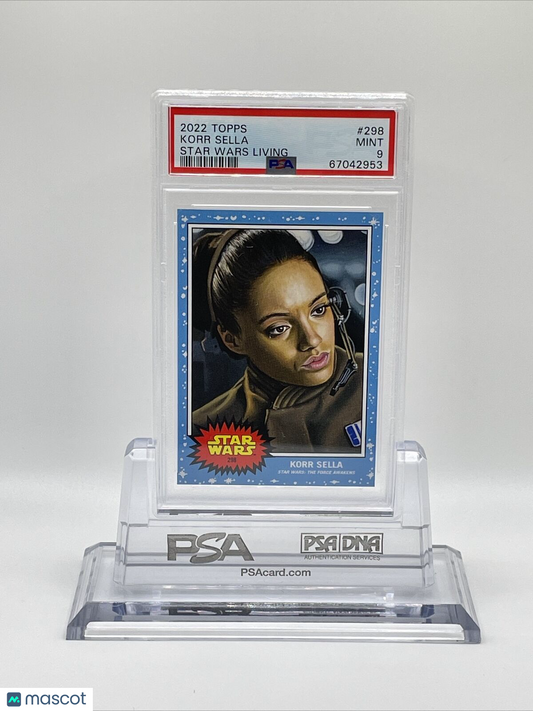 2022 TOPPS #298
KORR SELLA MINT
STAR WARS LIVING 9
PSA 67042953
STAR
WARS
298
KORR SELLA
STAR WARS: THE FORCE AWAKENS
PSA PSA DNA
AUTHENTICATION SERVICES
PSAcard.com
mascot